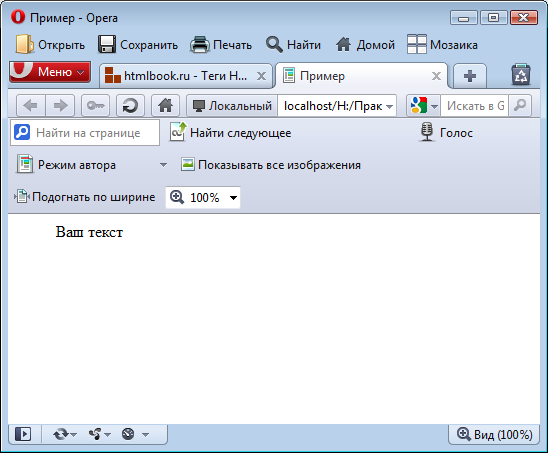 Пример - Opera
Открыть Сохранить Печать Найти Домой Мозаика
Меню htmlbook.ru - Теги H... Пример
Локальный localhost/H:/Прак Искать в G
Найти на странице Найти следующее Голос
Режим автора Показывать все изображения
Подогнать по ширине 100%
Ваш текст
Вид (100%)